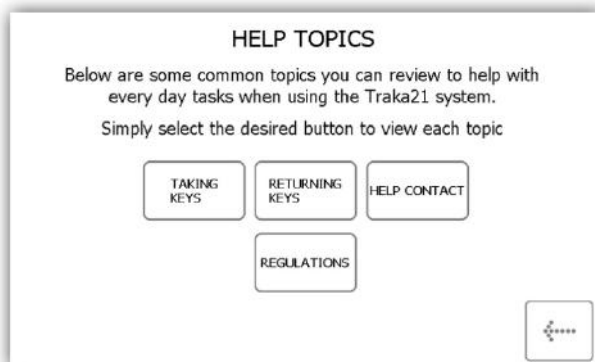 HELP TOPICS
Below are some common topics you can review to help with
every day tasks when using the Traka21 system.
Simply select the desired button to view each topic
TAKING
KEYS
RETURNING
KEYS
HELP CONTACT
REGULATIONS